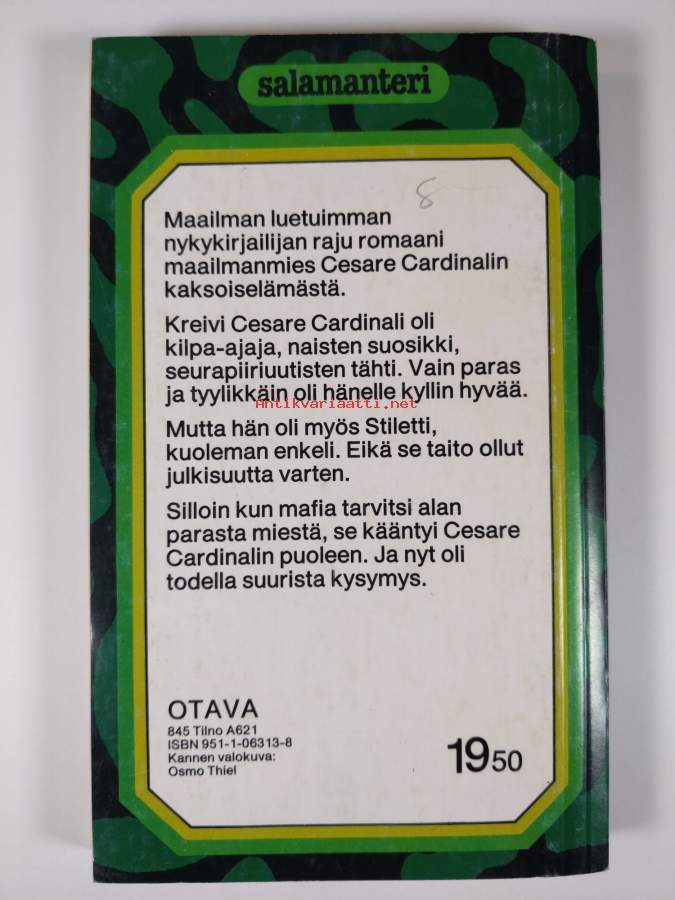 salamanteri
8
Maailman luetuimman
nykykirjailijan raju romaani
maailmanmies Cesare Cardinalin
kaksoiselämästä.
Kreivi Cesare Cardinali oli
kilpa-ajaja, naisten suosikki,
seurapiiriuutisten tähti. Vain paras
ja tyylikkäin oli hänelle kyllin hyvää.
Antikvariaatti.net
Mutta hän oli myös Stiletti,
kuoleman enkeli. Eikä se taito ollut
julkisuutta varten.
Silloin kun mafia tarvitsi alan
parasta miestä, se kääntyi Cesare
Cardinalin puoleen. Ja nyt oli
todella suurista kysymys.
OTAVA
845 Tilno A621
ISBN 951-1-06313-8
Kannen valokuva:
Osmo Thiel
1950